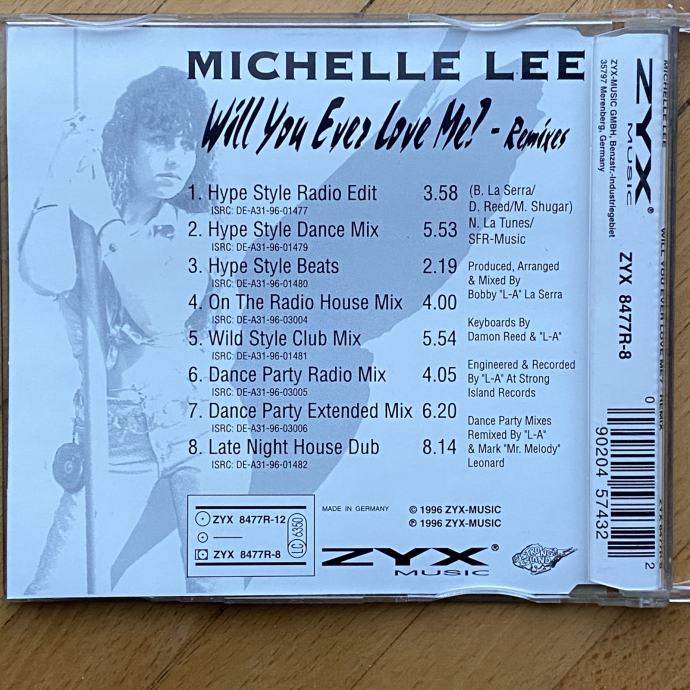 MICHELLE LEE
Will You Ever Love Me? - Remixes
1. Hype Style Radio Edit 3.58
ISRC: DE-A31-96-01477
2. Hype Style Dance Mix 5.53
ISRC: DE-A31-96-01479
3. Hype Style Beats 2.19
ISRC: DE-A31-96-01480
4. On The Radio House Mix 4.00
ISRC: DE-A31-96-03004
5. Wild Style Club Mix 5.54
ISRC: DE-A31-96-01481
6. Dance Party Radio Mix 4.05
ISRC: DE-A31-96-03005
7. Dance Party Extended Mix 6.20
ISRC: DE-A31-96-03006
8. Late Night House Dub 8.14
ISRC: DE-A31-96-01482
(B. La Serra/
D. Reed/M. Shugar)
N. La Tunes/
SFR-Music
Produced, Arranged
& Mixed By
Bobby "L-A" La Serra
Keyboards By
Damon Reed & "L-A"
Engineered & Recorded
By "L-A" At Strong
Island Records
Dance Party Mixes
Remixed By "L-A"
& Mark "Mr. Melody"
Leonard
ZYX 8477R-12
ZYX 8477R-8
LC 6350
MADE IN GERMANY
© 1996 ZYX-MUSIC
℗ 1996 ZYX-MUSIC
ZYX®
MUSIC
STRONG ISLAND
ZYX®
MUSIC
ZYX-MUSIC GMBH, Benzstr.-Industriegebiet
35797 Merenberg, Germany
ZYX 8477R-8
0 90204 57432 2
MICHELLE LEE
WILL YOU EVER LOVE ME? - REMIX
ZYX 8477R-8